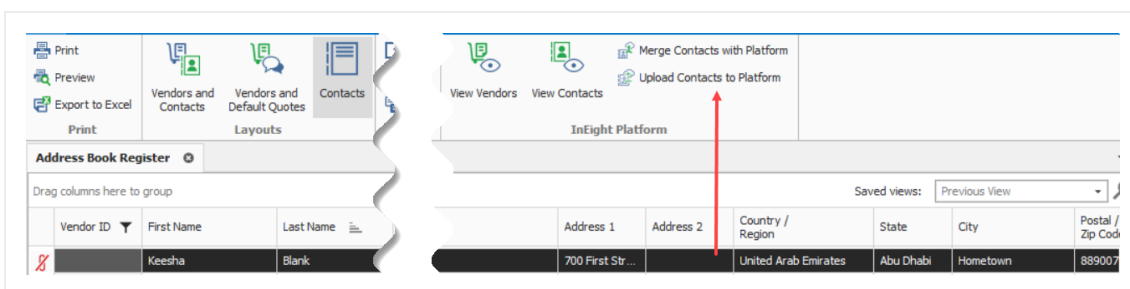 Print
Preview
Export to Excel
Print
Vendors and
Contacts
Vendors and
Default Quotes
Contacts
Layouts
View Vendors
View Contacts
Merge Contacts with Platform
Upload Contacts to Platform
InEight Platform
Address Book Register
Drag columns here to group
Saved views: Previous View
Vendor ID First Name Last Name Address 1 Address 2 Country / Region State City Postal / Zip Code
Keesha Blank 700 First Str... United Arab Emirates Abu Dhabi Hometown 889007